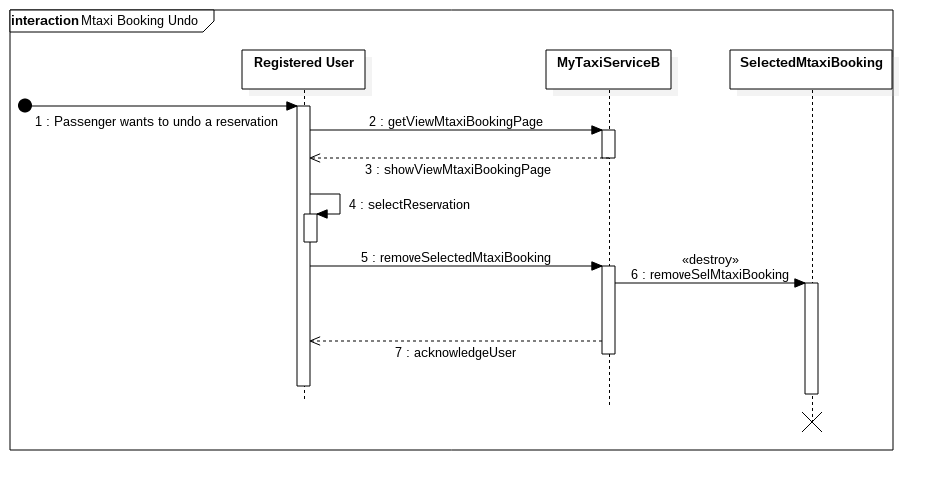 interaction Mtaxi Booking Undo
Registered User
MyTaxiServiceB
SelectedMtaxiBooking
1 : Passenger wants to undo a reservation
2 : getViewMtaxiBookingPage
3 : showViewMtaxiBookingPage
4 : selectReservation
5 : removeSelectedMtaxiBooking
«destroy»
6 : removeSelMtaxiBooking
7 : acknowledgeUser